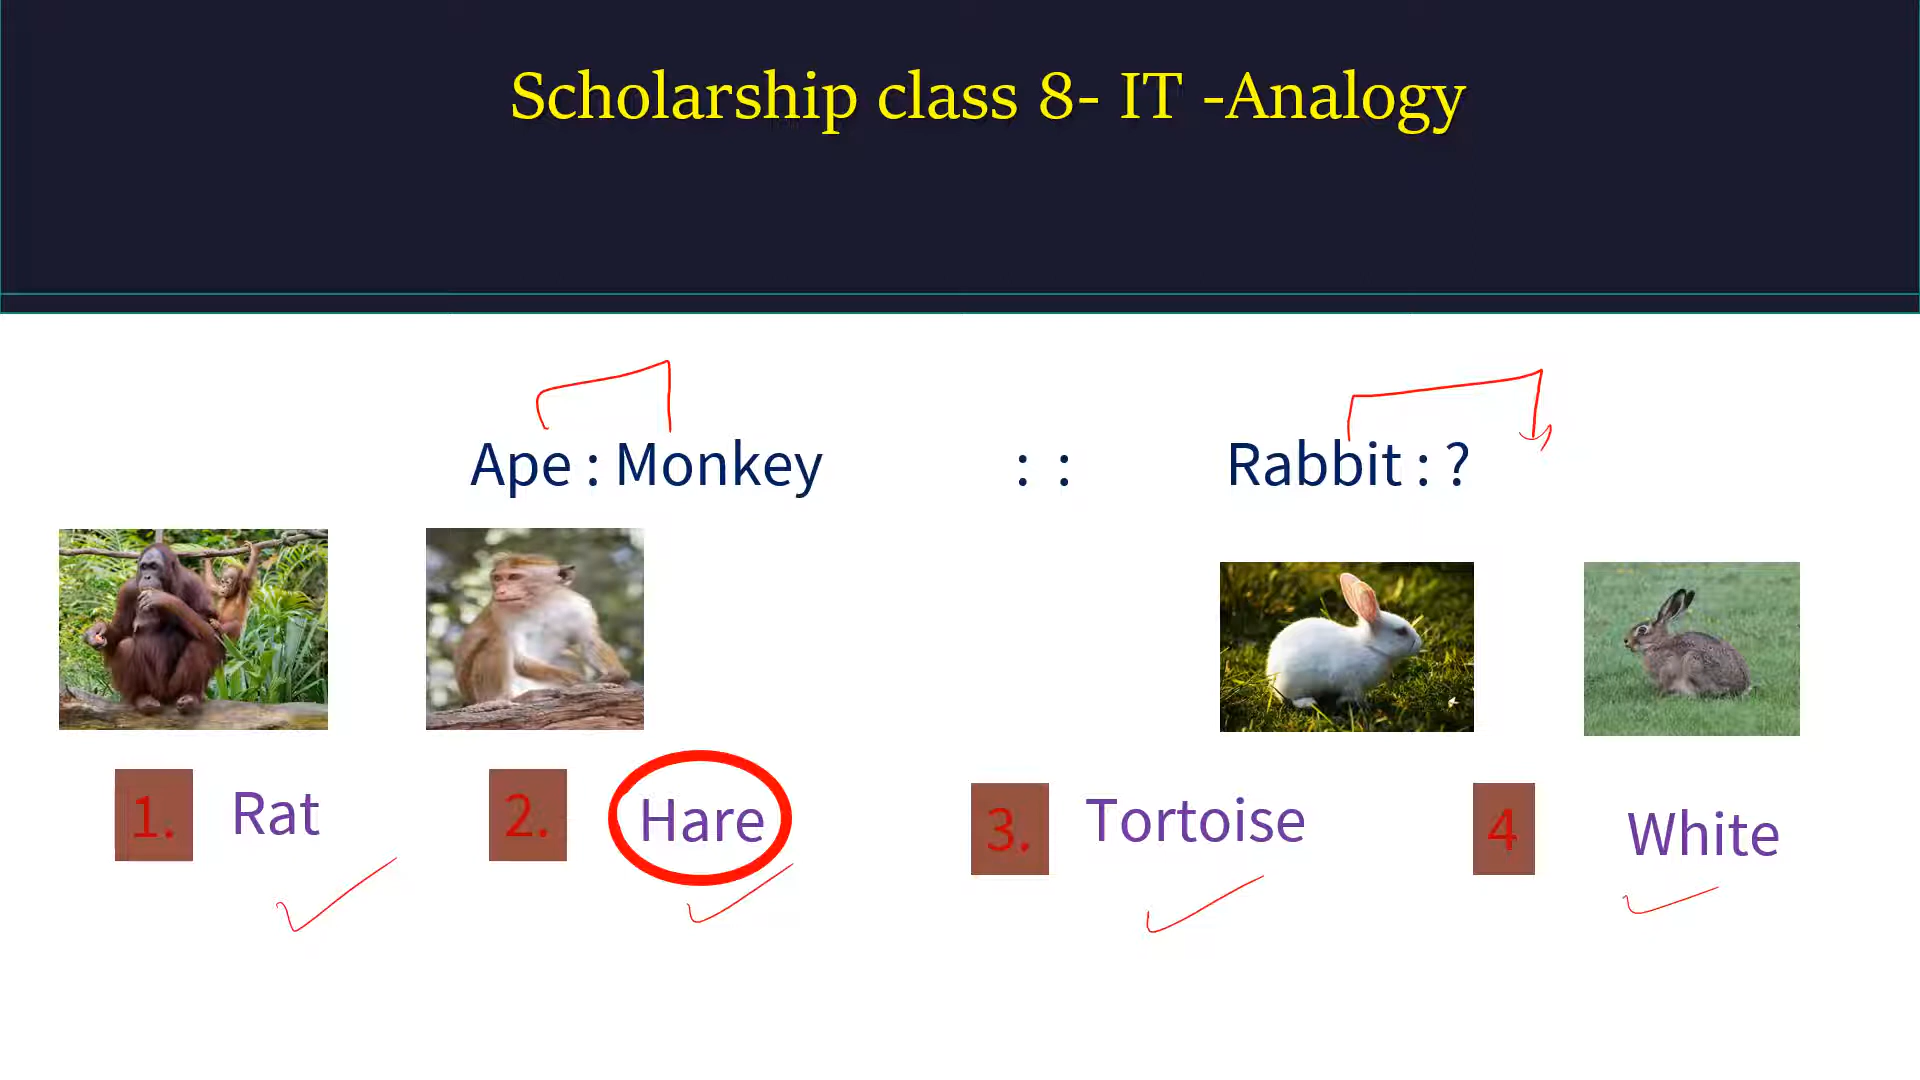 Scholarship class 8- IT -Analogy
Ape : Monkey : : Rabbit : ?
1. Rat 2. Hare 3. Tortoise 4 White